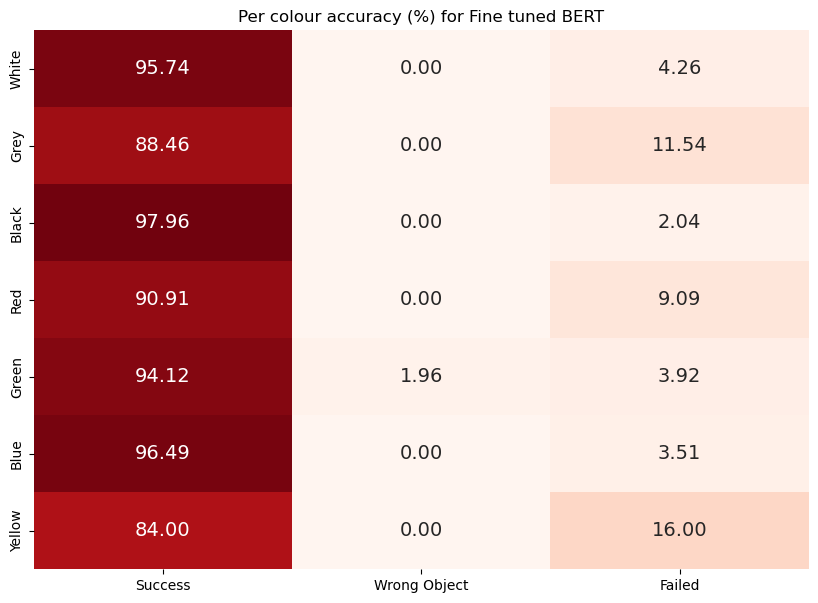 Per colour accuracy (%) for Fine tuned BERT
White 95.74 0.00 4.26
Grey 88.46 0.00 11.54
Black 97.96 0.00 2.04
Red 90.91 0.00 9.09
Green 94.12 1.96 3.92
Blue 96.49 0.00 3.51
Yellow 84.00 0.00 16.00
Success Wrong Object Failed